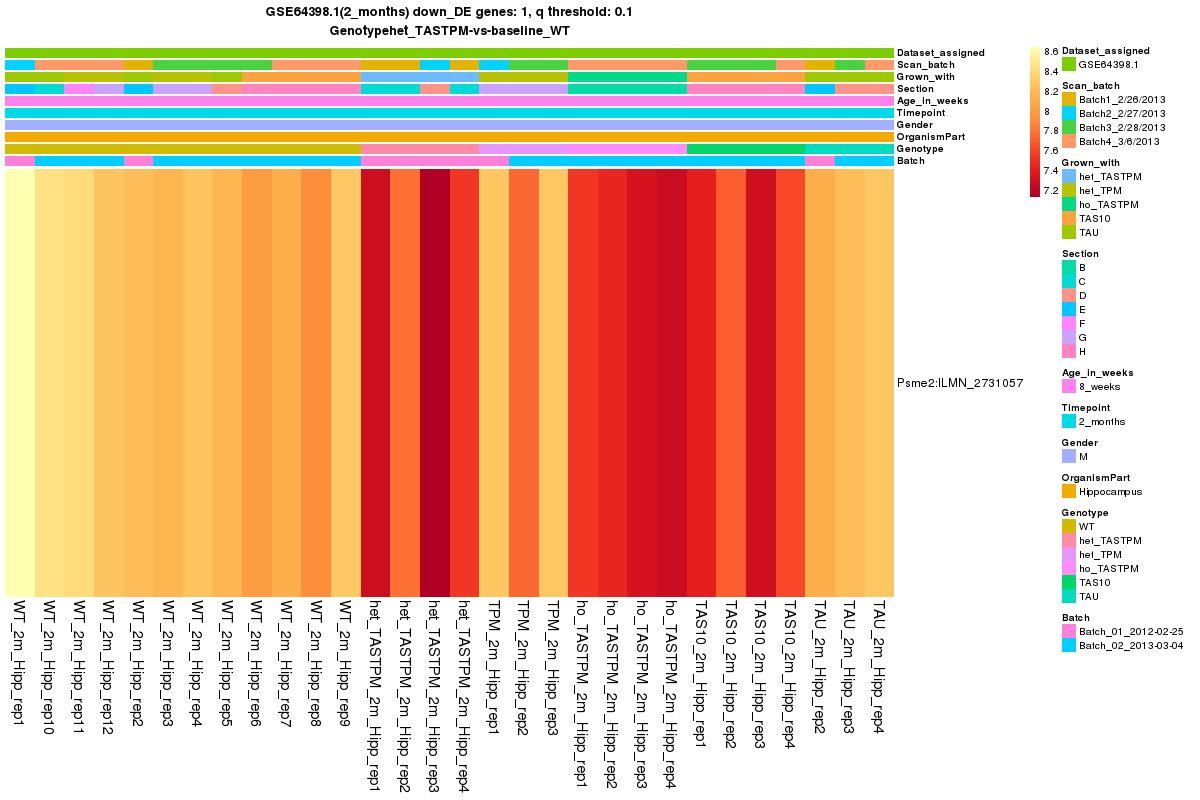 GSE64398.1(2_months) down_DE genes: 1, q threshold: 0.1
Genotypehet_TASTPM-vs-baseline_WT
Dataset_assigned
Scan_batch
Grown_with
Section
Age_in_weeks
Timepoint
Gender
OrganismPart
Genotype
Batch
Psme2:ILMN_2731057
WT_2m_Hipp_rep1
WT_2m_Hipp_rep10
WT_2m_Hipp_rep11
WT_2m_Hipp_rep12
WT_2m_Hipp_rep2
WT_2m_Hipp_rep3
WT_2m_Hipp_rep4
WT_2m_Hipp_rep5
WT_2m_Hipp_rep6
WT_2m_Hipp_rep7
WT_2m_Hipp_rep8
WT_2m_Hipp_rep9
het_TASTPM_2m_Hipp_rep1
het_TASTPM_2m_Hipp_rep2
het_TASTPM_2m_Hipp_rep3
het_TASTPM_2m_Hipp_rep4
TPM_2m_Hipp_rep1
TPM_2m_Hipp_rep2
TPM_2m_Hipp_rep3
ho_TASTPM_2m_Hipp_rep1
ho_TASTPM_2m_Hipp_rep2
ho_TASTPM_2m_Hipp_rep3
ho_TASTPM_2m_Hipp_rep4
TAS10_2m_Hipp_rep1
TAS10_2m_Hipp_rep2
TAS10_2m_Hipp_rep3
TAS10_2m_Hipp_rep4
TAU_2m_Hipp_rep2
TAU_2m_Hipp_rep3
TAU_2m_Hipp_rep4
8.6
8.4
8.2
8
7.8
7.6
7.4
7.2
Dataset_assigned
GSE64398.1
Scan_batch
Batch1_2/26/2013
Batch2_2/27/2013
Batch3_2/28/2013
Batch4_3/6/2013
Grown_with
het_TASTPM
het_TPM
ho_TASTPM
TAS10
TAU
Section
B
C
D
E
F
G
H
Age_in_weeks
8_weeks
Timepoint
2_months
Gender
M
OrganismPart
Hippocampus
Genotype
WT
het_TASTPM
het_TPM
ho_TASTPM
TAS10
TAU
Batch
Batch_01_2012-02-25
Batch_02_2013-03-04